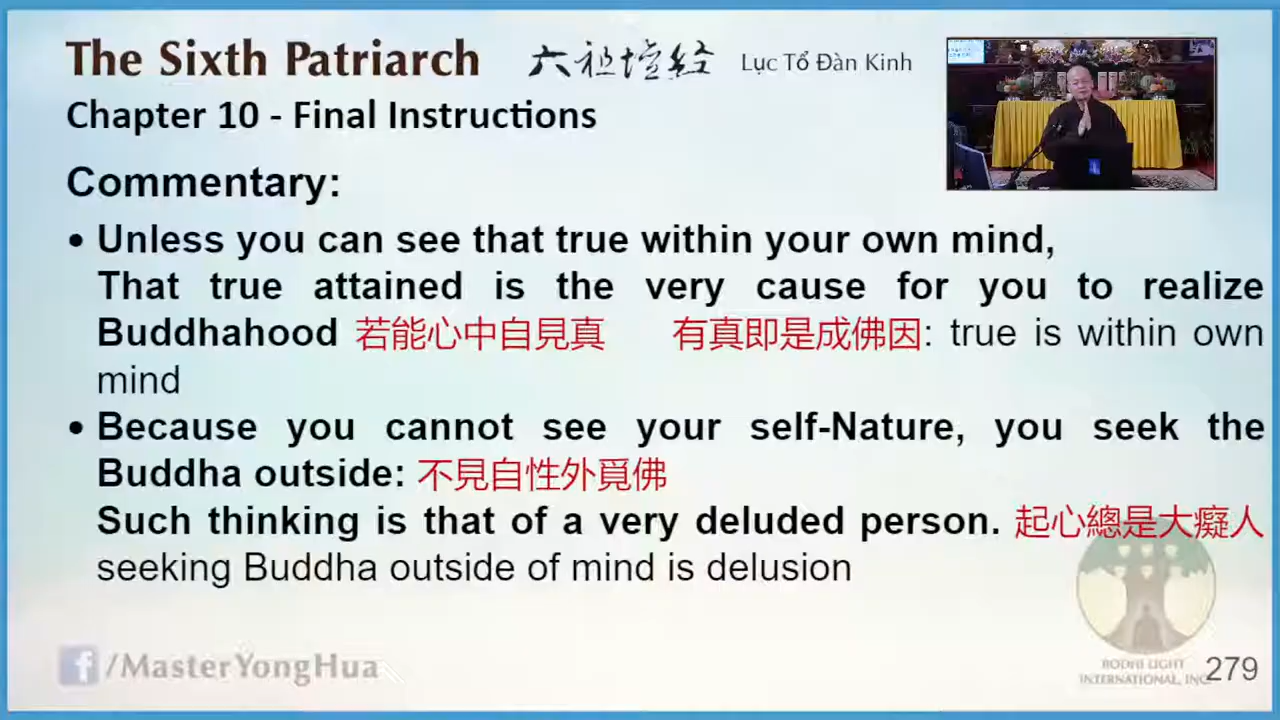 The Sixth Patriarch 六祖壇経 Lục Tổ Đàn Kinh
Chapter 10 - Final Instructions
Commentary:
• Unless you can see that true within your own mind,
That true attained is the very cause for you to realize
Buddhahood 若能心中自見真 有真即是成佛因: true is within own
mind
• Because you cannot see your self-Nature, you seek the
Buddha outside: 不見自性外覓佛
Such thinking is that of a very deluded person. 起心總是大癡人
seeking Buddha outside of mind is delusion
f/MasterYongHua
BODHI LIGHT
INTERNATIONAL, INC.
279